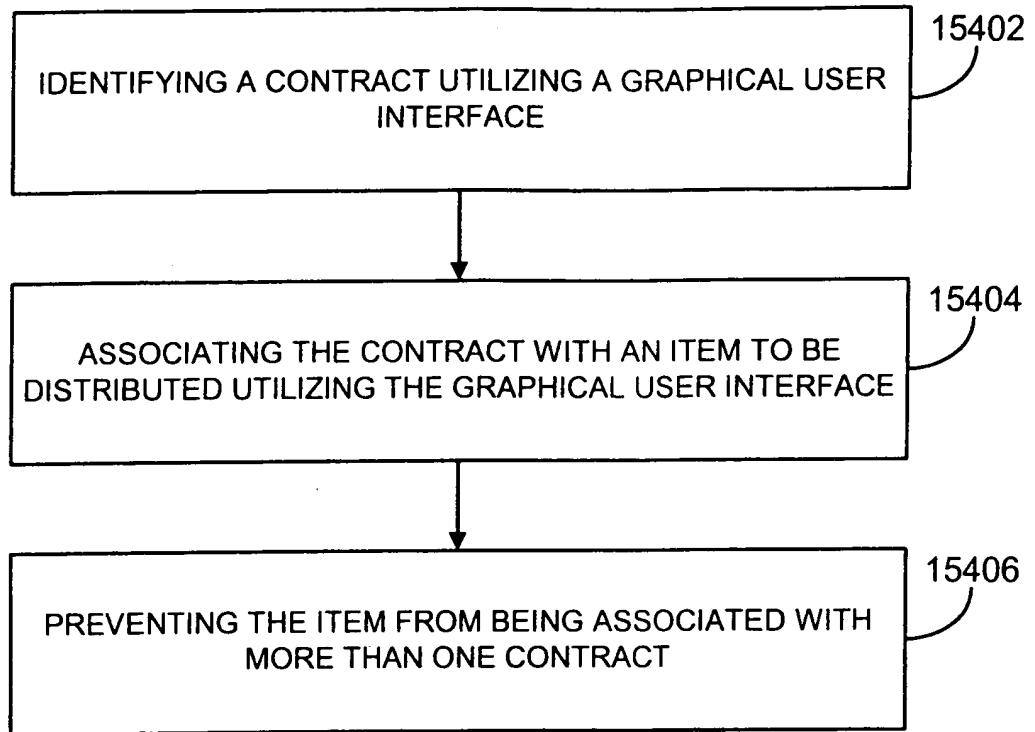 15402
IDENTIFYING A CONTRACT UTILIZING A GRAPHICAL USER
INTERFACE
15404
ASSOCIATING THE CONTRACT WITH AN ITEM TO BE
DISTRIBUTED UTILIZING THE GRAPHICAL USER INTERFACE
15406
PREVENTING THE ITEM FROM BEING ASSOCIATED WITH
MORE THAN ONE CONTRACT